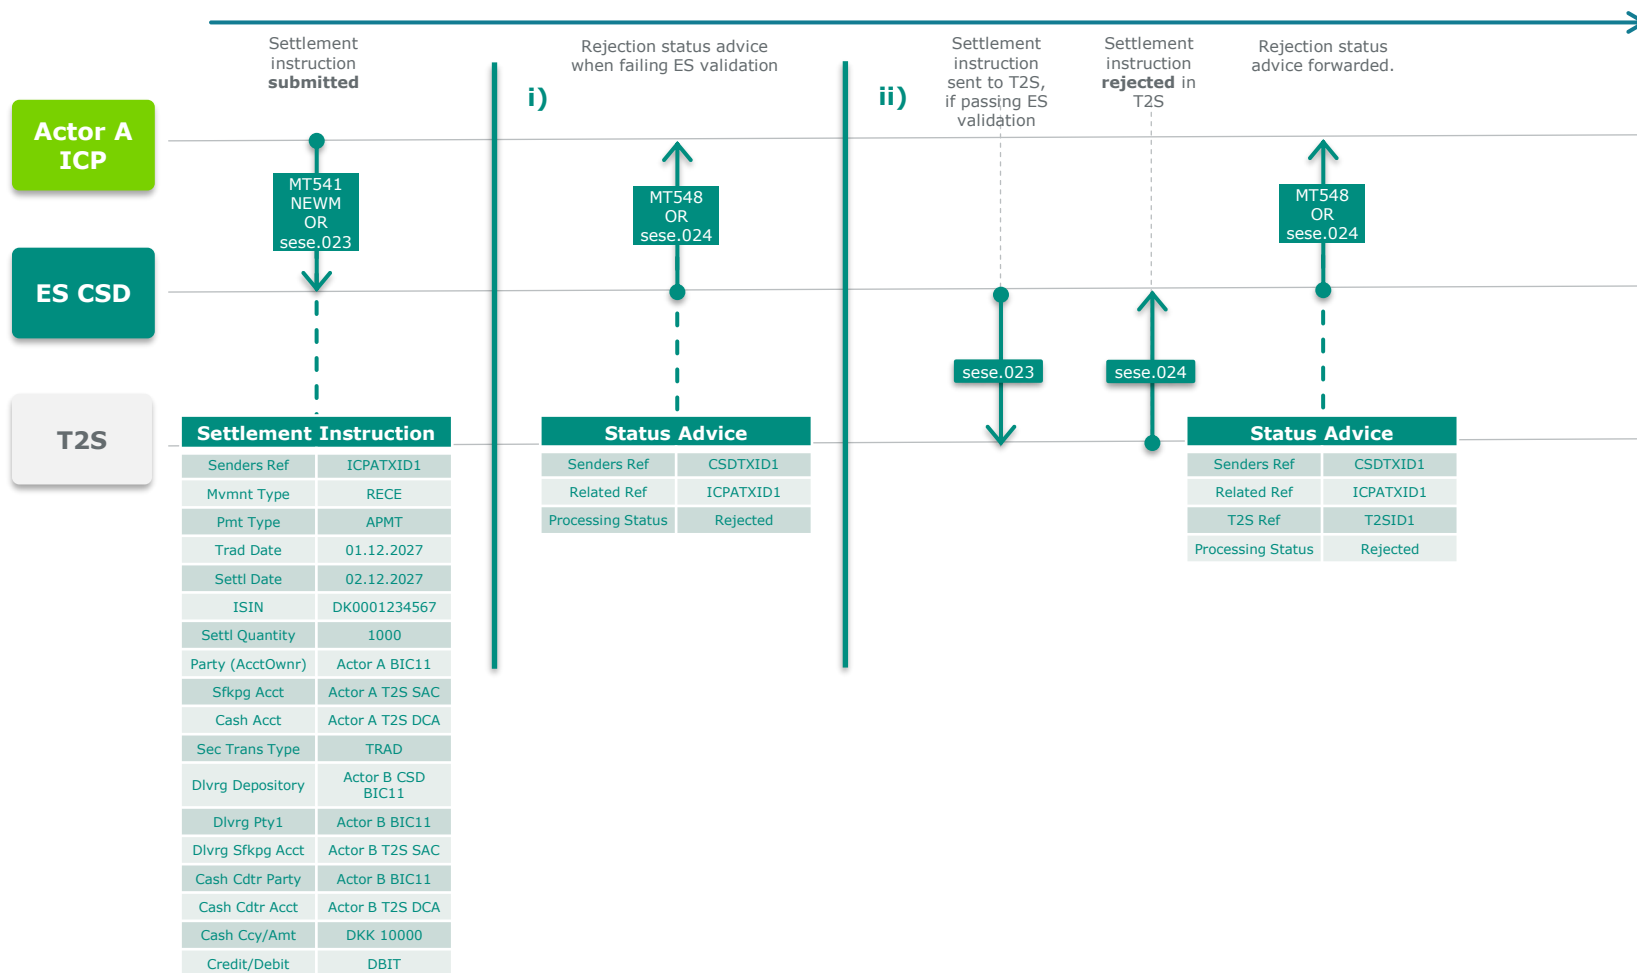 Settlement
instruction
submitted
Rejection status advice
when failing ES validation
Settlement
instruction
sent to T2S,
if passing ES
validation
Settlement
instruction
rejected in
T2S
Rejection status
advice forwarded.
i)
ii)
Actor A
ICP
MT541
NEWM
OR
sese.023
MT548
OR
sese.024
MT548
OR
sese.024
ES CSD
sese.023
sese.024
T2S
Settlement Instruction
Senders Ref ICPATXID1
Mvmnt Type RECE
Pmt Type APMT
Trad Date 01.12.2027
Settl Date 02.12.2027
ISIN DK0001234567
Settl Quantity 1000
Party (AcctOwnr) Actor A BIC11
Sfkpg Acct Actor A T2S SAC
Cash Acct Actor A T2S DCA
Sec Trans Type TRAD
Dlvrg Depository Actor B CSD
BIC11
Dlvrg Pty1 Actor B BIC11
Dlvrg Sfkpg Acct Actor B T2S SAC
Cash Cdtr Party Actor B BIC11
Cash Cdtr Acct Actor B T2S DCA
Cash Ccy/Amt DKK 10000
Credit/Debit DBIT
Status Advice
Senders Ref CSDTXID1
Related Ref ICPATXID1
Processing Status Rejected
Status Advice
Senders Ref CSDTXID1
Related Ref ICPATXID1
T2S Ref T2SID1
Processing Status Rejected